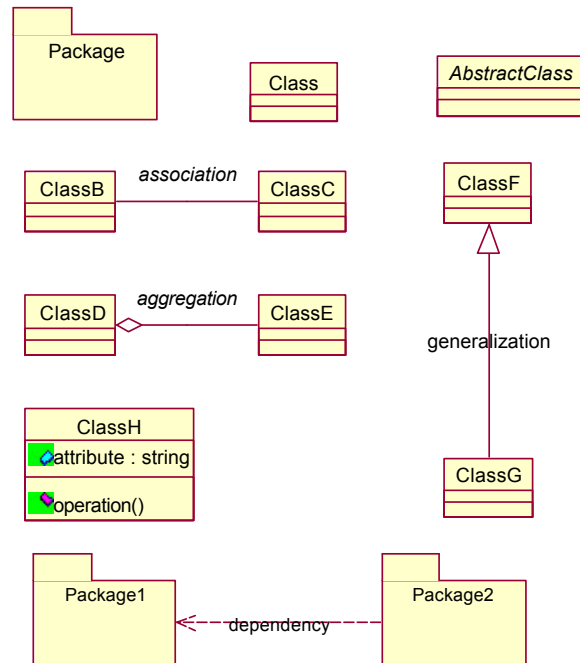 Package
Class
AbstractClass
ClassB
association
ClassC
ClassF
ClassD
aggregation
ClassE
generalization
ClassH
attribute : string
operation()
ClassG
Package1
dependency
Package2